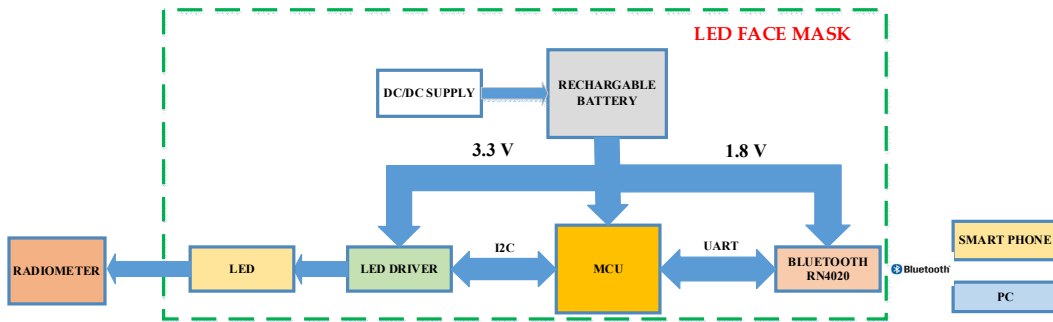 LED FACE MASK
DC/DC SUPPLY
RECHARGABLE
BATTERY
3.3 V
1.8 V
RADIOMETER
LED
LED DRIVER
I2C
MCU
UART
BLUETOOTH
RN4020
Bluetooth
SMART PHONE
PC